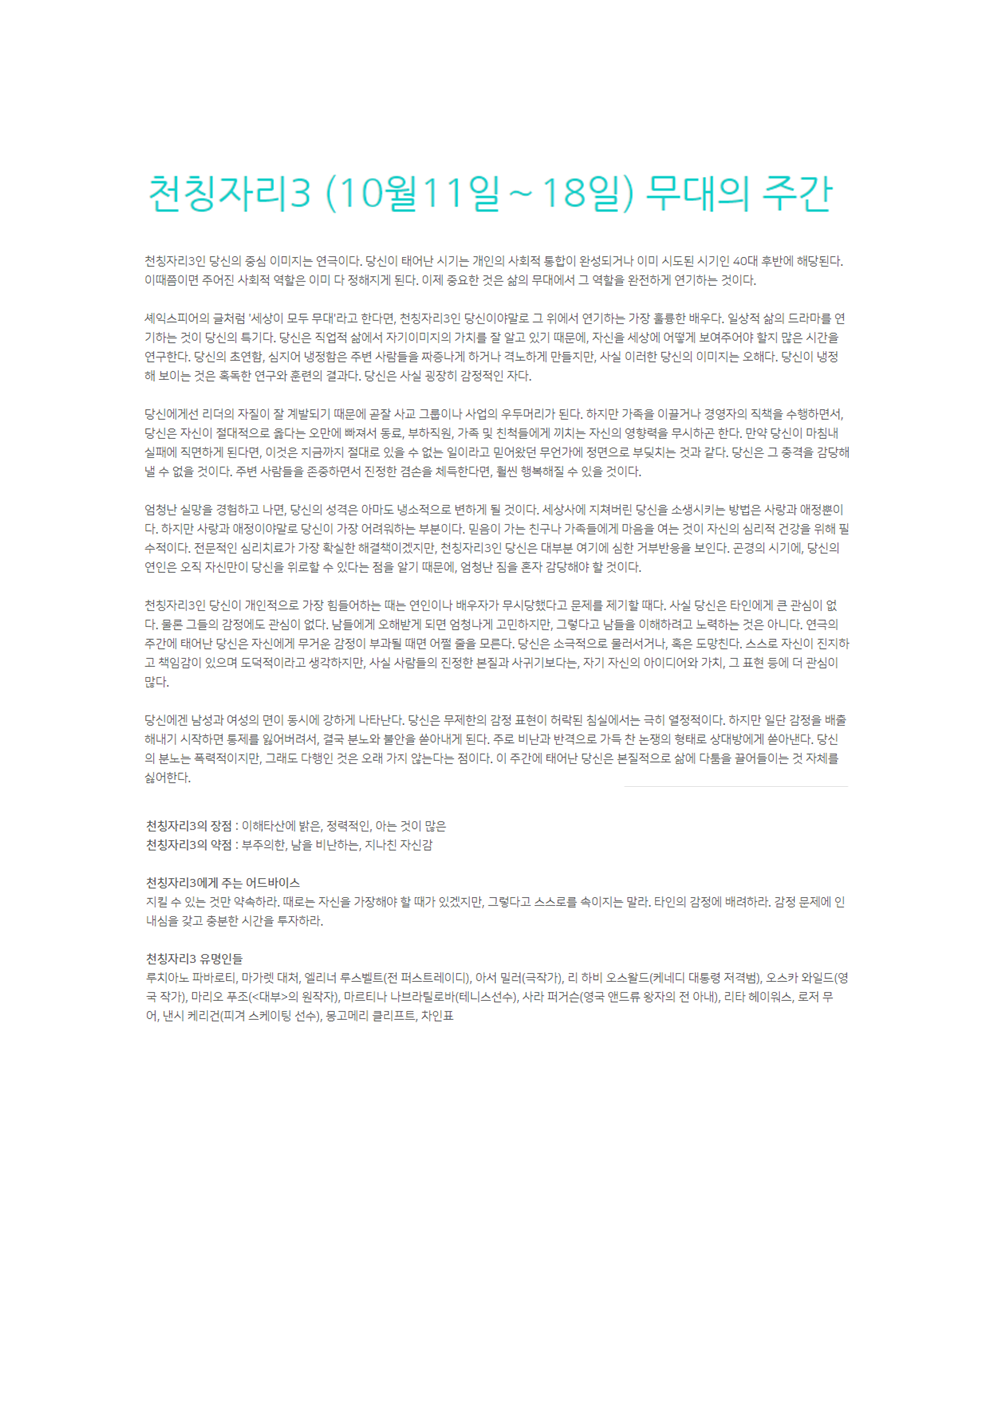 천칭자리3 (10월11일~18일) 무대의 주간
천칭자리3인 당신의 중심 이미지는 연극이다. 당신이 태어난 시기는 개인의 사회적 통합이 완성되거나 이미 시도된 시기인 40대 후반에 해당된다.
이때쯤이면 주어진 사회적 역할은 이미 다 정해지게 된다. 이제 중요한 것은 삶의 무대에서 그 역할을 완전하게 연기하는 것이다.
셰익스피어의 글처럼 '세상이 모두 무대'라고 한다면, 천칭자리3인 당신이야말로 그 위에서 연기하는 가장 훌륭한 배우다. 일상적 삶의 드라마를 연
기하는 것이 당신의 특기다. 당신은 직업적 삶에서 자기이미지의 가치를 잘 알고 있기 때문에, 자신을 세상에 어떻게 보여주어야 할지 많은 시간을
연구한다. 당신의 초연함, 심지어 냉정함은 주변 사람들을 짜증나게 하거나 격노하게 만들지만, 사실 이러한 당신의 이미지는 오해다. 당신이 냉정
해 보이는 것은 혹독한 연구와 훈련의 결과다. 당신은 사실 굉장히 감정적인 자다.
당신에게선 리더의 자질이 잘 계발되기 때문에 곧잘 사교 그룹이나 사업의 우두머리가 된다. 하지만 가족을 이끌거나 경영자의 직책을 수행하면서,
당신은 자신이 절대적으로 옳다는 오만에 빠져서 동료, 부하직원, 가족 및 친척들에게 끼치는 자신의 영향력을 무시하곤 한다. 만약 당신이 마침내
실패에 직면하게 된다면, 이것은 지금까지 절대로 있을 수 없는 일이라고 믿어왔던 무언가에 정면으로 부딪치는 것과 같다. 당신은 그 충격을 감당해
낼 수 없을 것이다. 주변 사람들을 존중하면서 진정한 겸손을 체득한다면, 훨씬 행복해질 수 있을 것이다.
엄청난 실망을 경험하고 나면, 당신의 성격은 아마도 냉소적으로 변하게 될 것이다. 세상사에 지쳐버린 당신을 소생시키는 방법은 사랑과 애정뿐이
다. 하지만 사랑과 애정이야말로 당신이 가장 어려워하는 부분이다. 믿음이 가는 친구나 가족들에게 마음을 여는 것이 자신의 심리적 건강을 위해 필
수적이다. 전문적인 심리치료가 가장 확실한 해결책이겠지만, 천칭자리3인 당신은 대부분 여기에 심한 거부반응을 보인다. 곤경의 시기에, 당신의
연인은 오직 자신만이 당신을 위로할 수 있다는 점을 알기 때문에, 엄청난 짐을 혼자 감당해야 할 것이다.
천칭자리3인 당신이 개인적으로 가장 힘들어하는 때는 연인이나 배우자가 무시당했다고 문제를 제기할 때다. 사실 당신은 타인에게 큰 관심이 없
다. 물론 그들의 감정에도 관심이 없다. 남들에게 오해받게 되면 엄청나게 고민하지만, 그렇다고 남들을 이해하려고 노력하는 것은 아니다. 연극의
주간에 태어난 당신은 자신에게 무거운 감정이 부과될 때면 어쩔 줄을 모른다. 당신은 소극적으로 물러서거나, 혹은 도망친다. 스스로 자신이 진지하
고 책임감이 있으며 도덕적이라고 생각하지만, 사실 사람들의 진정한 본질과 사귀기보다는, 자기 자신의 아이디어와 가치, 그 표현 등에 더 관심이
많다.
당신에겐 남성과 여성의 면이 동시에 강하게 나타난다. 당신은 무제한의 감정 표현이 허락된 침실에서는 극히 열정적이다. 하지만 일단 감정을 배출
해내기 시작하면 통제를 잃어버려서, 결국 분노와 불안을 쏟아내게 된다. 주로 비난과 반격으로 가득 찬 논쟁의 형태로 상대방에게 쏟아낸다. 당신
의 분노는 폭력적이지만, 그래도 다행인 것은 오래 가지 않는다는 점이다. 이 주간에 태어난 당신은 본질적으로 삶에 다툼을 끌어들이는 것 자체를
싫어한다.
천칭자리3의 장점 : 이해타산에 밝은, 정력적인, 아는 것이 많은
천칭자리3의 약점 : 부주의한, 남을 비난하는, 지나친 자신감
천칭자리3에게 주는 어드바이스
지킬 수 있는 것만 약속하라. 때로는 자신을 가장해야 할 때가 있겠지만, 그렇다고 스스로를 속이지는 말라. 타인의 감정에 배려하라. 감정 문제에 인
내심을 갖고 충분한 시간을 투자하라.
천칭자리3 유명인들
루치아노 파바로티, 마가렛 대처, 엘리너 루스벨트(전 퍼스트레이디), 아서 밀러(극작가), 리 하비 오스왈드(케네디 대통령 저격범), 오스카 와일드(영
국 작가), 마리오 푸조(<대부>의 원작자), 마르티나 나브라틸로바(테니스선수), 사라 퍼거슨(영국 앤드류 왕자의 전 아내), 리타 헤이워스, 로저 무
어, 낸시 케리건(피겨 스케이팅 선수), 몽고메리 클리프트, 차인표